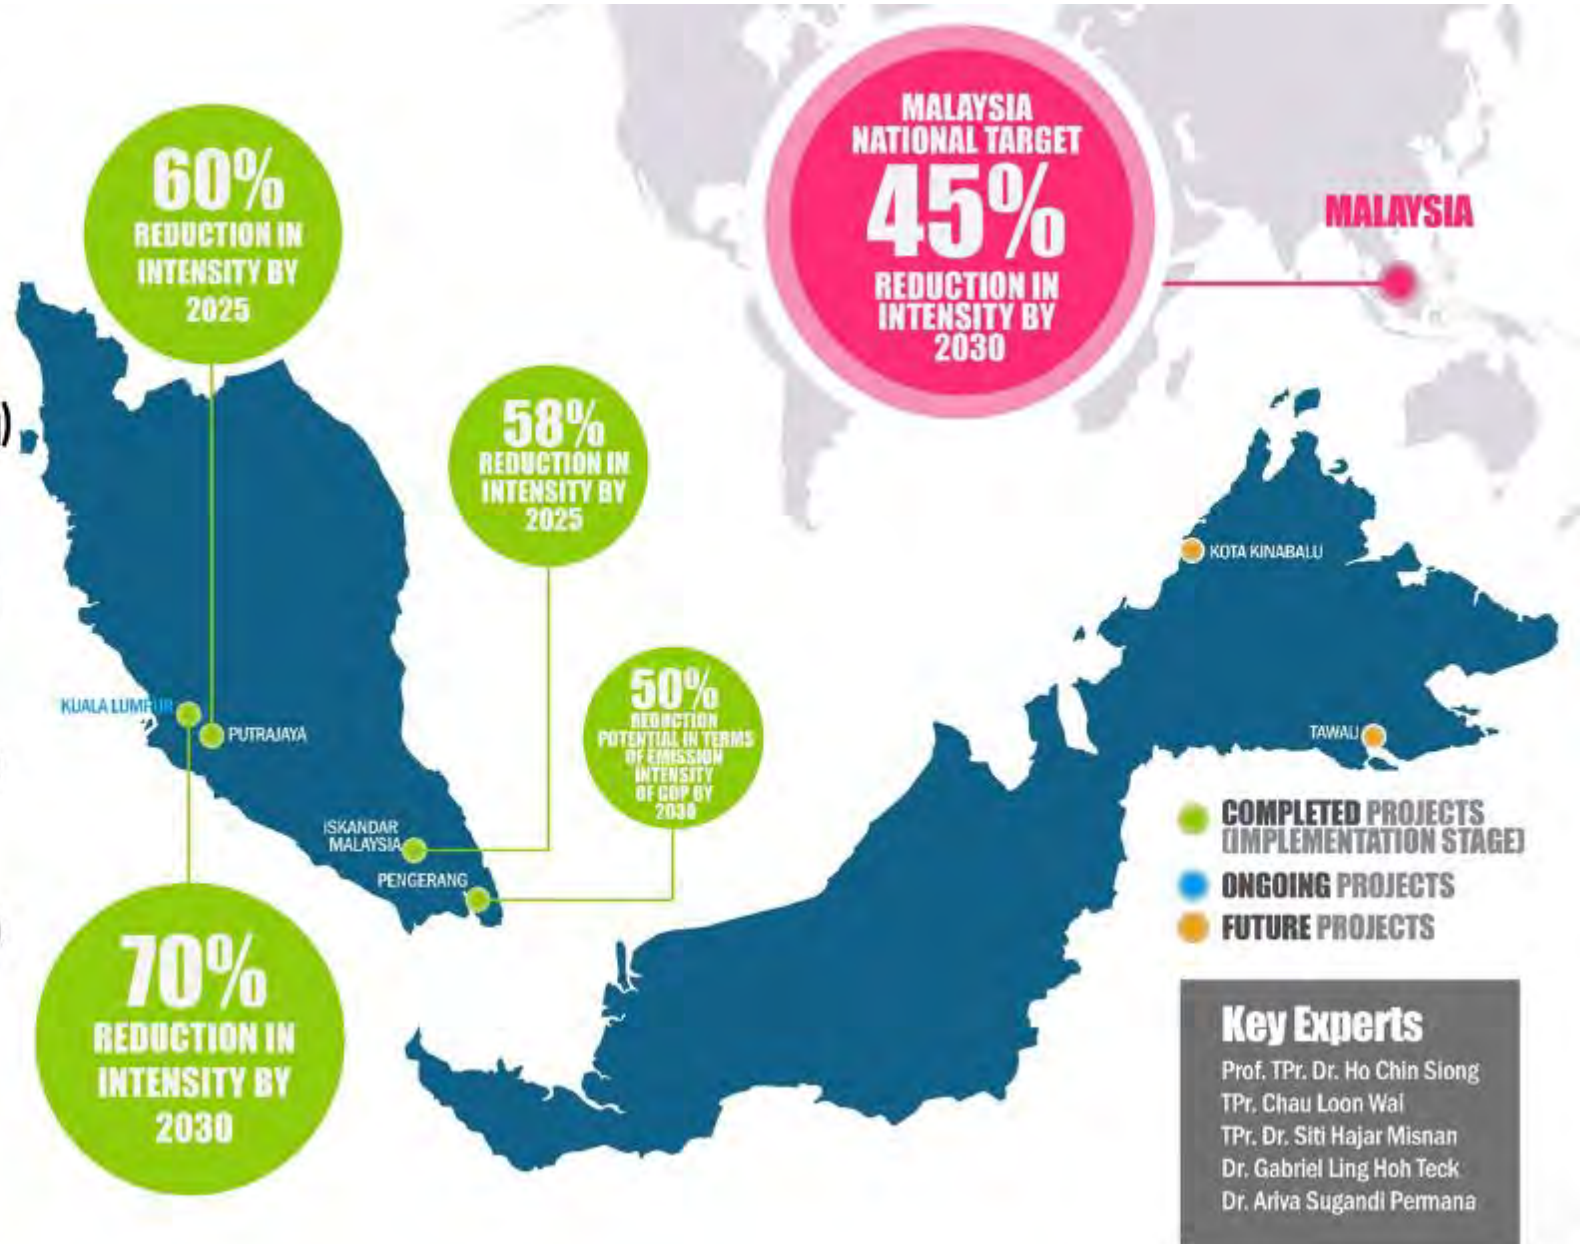 60%
REDUCTION IN
INTENSITY BY
2025
MALAYSIA
NATIONAL TARGET
45%
REDUCTION IN
INTENSITY BY
2030
MALAYSIA
)
58%
REDUCTION IN
INTENSITY BY
2025
KOTA KINABALU
50%
REDUCTION
POTENTIAL IN TERMS
OF EMISSION
INTENSITY
OF GDP BY
2030
KUALA LUMPUR
PUTRAJAYA
TAWAU
ISKANDAR
MALAYSIA
PENGERANG
70%
REDUCTION IN
INTENSITY BY
2030
COMPLETED PROJECTS
(IMPLEMENTATION STAGE)
ONGOING PROJECTS
FUTURE PROJECTS
Key Experts
Prof. TPr. Dr. Ho Chin Siong
TPr. Chau Loon Wai
TPr. Dr. Siti Hajar Misnan
Dr. Gabriel Ling Hoh Teck
Dr. Ariva Sugandi Permana